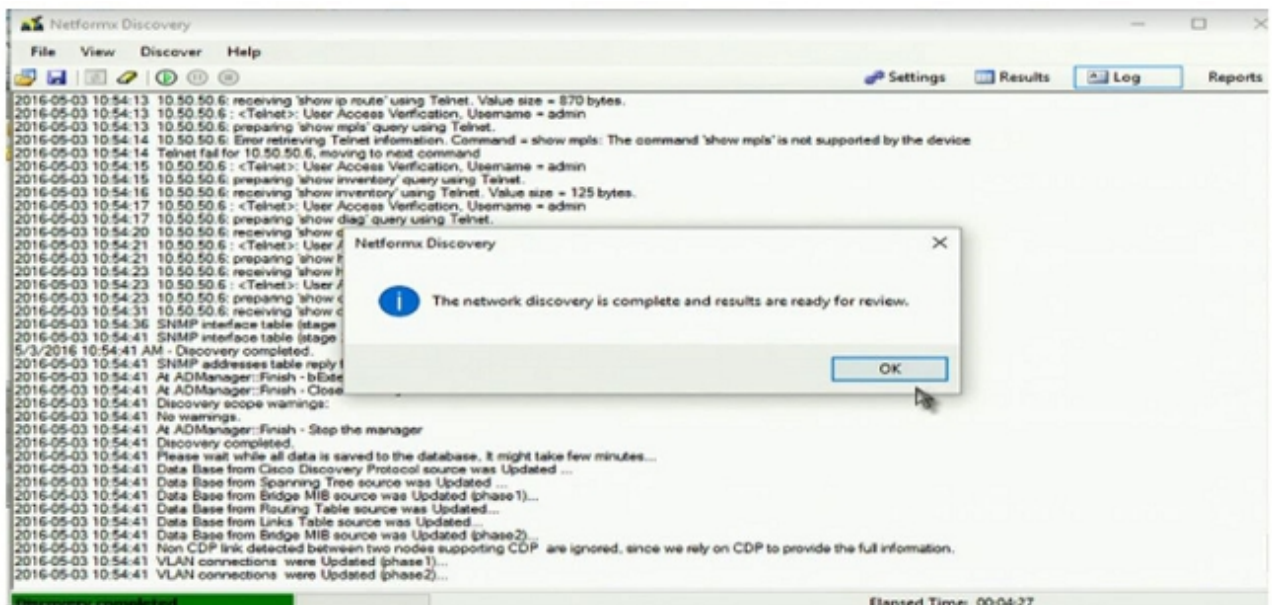 Netformx Discovery
File View Discover Help
Settings Results Log Reports
2016-05-03 10:54:13 10.50.50.6: receiving 'show ip route' using Telnet. Value size = 870 bytes.
2016-05-03 10:54:13 10.50.50.6 : <Telnet>: User Access Verification, Username = admin
2016-05-03 10:54:13 10.50.50.6: preparing 'show mpls' query using Telnet.
2016-05-03 10:54:14 10.50.50.6: Error retrieving Telnet information. Command = show mpls: The command 'show mpls' is not supported by the device
2016-05-03 10:54:14 Telnet fail for 10.50.50.6, moving to next command
2016-05-03 10:54:15 10.50.50.6 : <Telnet>: User Access Verification, Username = admin
2016-05-03 10:54:15 10.50.50.6: preparing 'show inventory' query using Telnet.
2016-05-03 10:54:16 10.50.50.6: receiving 'show inventory' using Telnet. Value size = 125 bytes.
2016-05-03 10:54:17 10.50.50.6 : <Telnet>: User Access Verification, Username = admin
2016-05-03 10:54:17 10.50.50.6: preparing 'show diag' query using Telnet.
2016-05-03 10:54:20 10.50.50.6: receiving 'show
2016-05-03 10:54:21 10.50.50.6 : <Telnet>: User
2016-05-03 10:54:21 10.50.50.6: preparing 'show
2016-05-03 10:54:23 10.50.50.6: receiving 'show
2016-05-03 10:54:23 10.50.50.6 : <Telnet>: User
2016-05-03 10:54:23 10.50.50.6: preparing 'show
2016-05-03 10:54:31 10.50.50.6: receiving 'show
2016-05-03 10:54:36 SNMP interface table (stage
2016-05-03 10:54:41 SNMP interface table (stage
5/3/2016 10:54:41 AM - Discovery completed.
2016-05-03 10:54:41 SNMP addresses table reply
2016-05-03 10:54:41 At ADManager::Finish - bExte
2016-05-03 10:54:41 At ADManager::Finish - Close
2016-05-03 10:54:41 Discovery scope warnings:
2016-05-03 10:54:41 No warnings.
2016-05-03 10:54:41 At ADManager::Finish - Stop the manager
2016-05-03 10:54:41 Discovery completed.
2016-05-03 10:54:41 Please wait while all data is saved to the database, It might take few minutes...
2016-05-03 10:54:41 Data Base from Cisco Discovery Protocol source was Updated ...
2016-05-03 10:54:41 Data Base from Spanning Tree source was Updated ...
2016-05-03 10:54:41 Data Base from Bridge MIB source was Updated (phase1)...
2016-05-03 10:54:41 Data Base from Routing Table source was Updated...
2016-05-03 10:54:41 Data Base from Links Table source was Updated...
2016-05-03 10:54:41 Data Base from Bridge MIB source was Updated (phase2)...
2016-05-03 10:54:41 Non CDP link detected between two nodes supporting CDP are ignored, since we rely on CDP to provide the full information.
2016-05-03 10:54:41 VLAN connections were Updated (phase1)...
2016-05-03 10:54:41 VLAN connections were Updated (phase2)...
Netformx Discovery
The network discovery is complete and results are ready for review.
OK
Discovery completed
Elapsed Time: 00:04:27